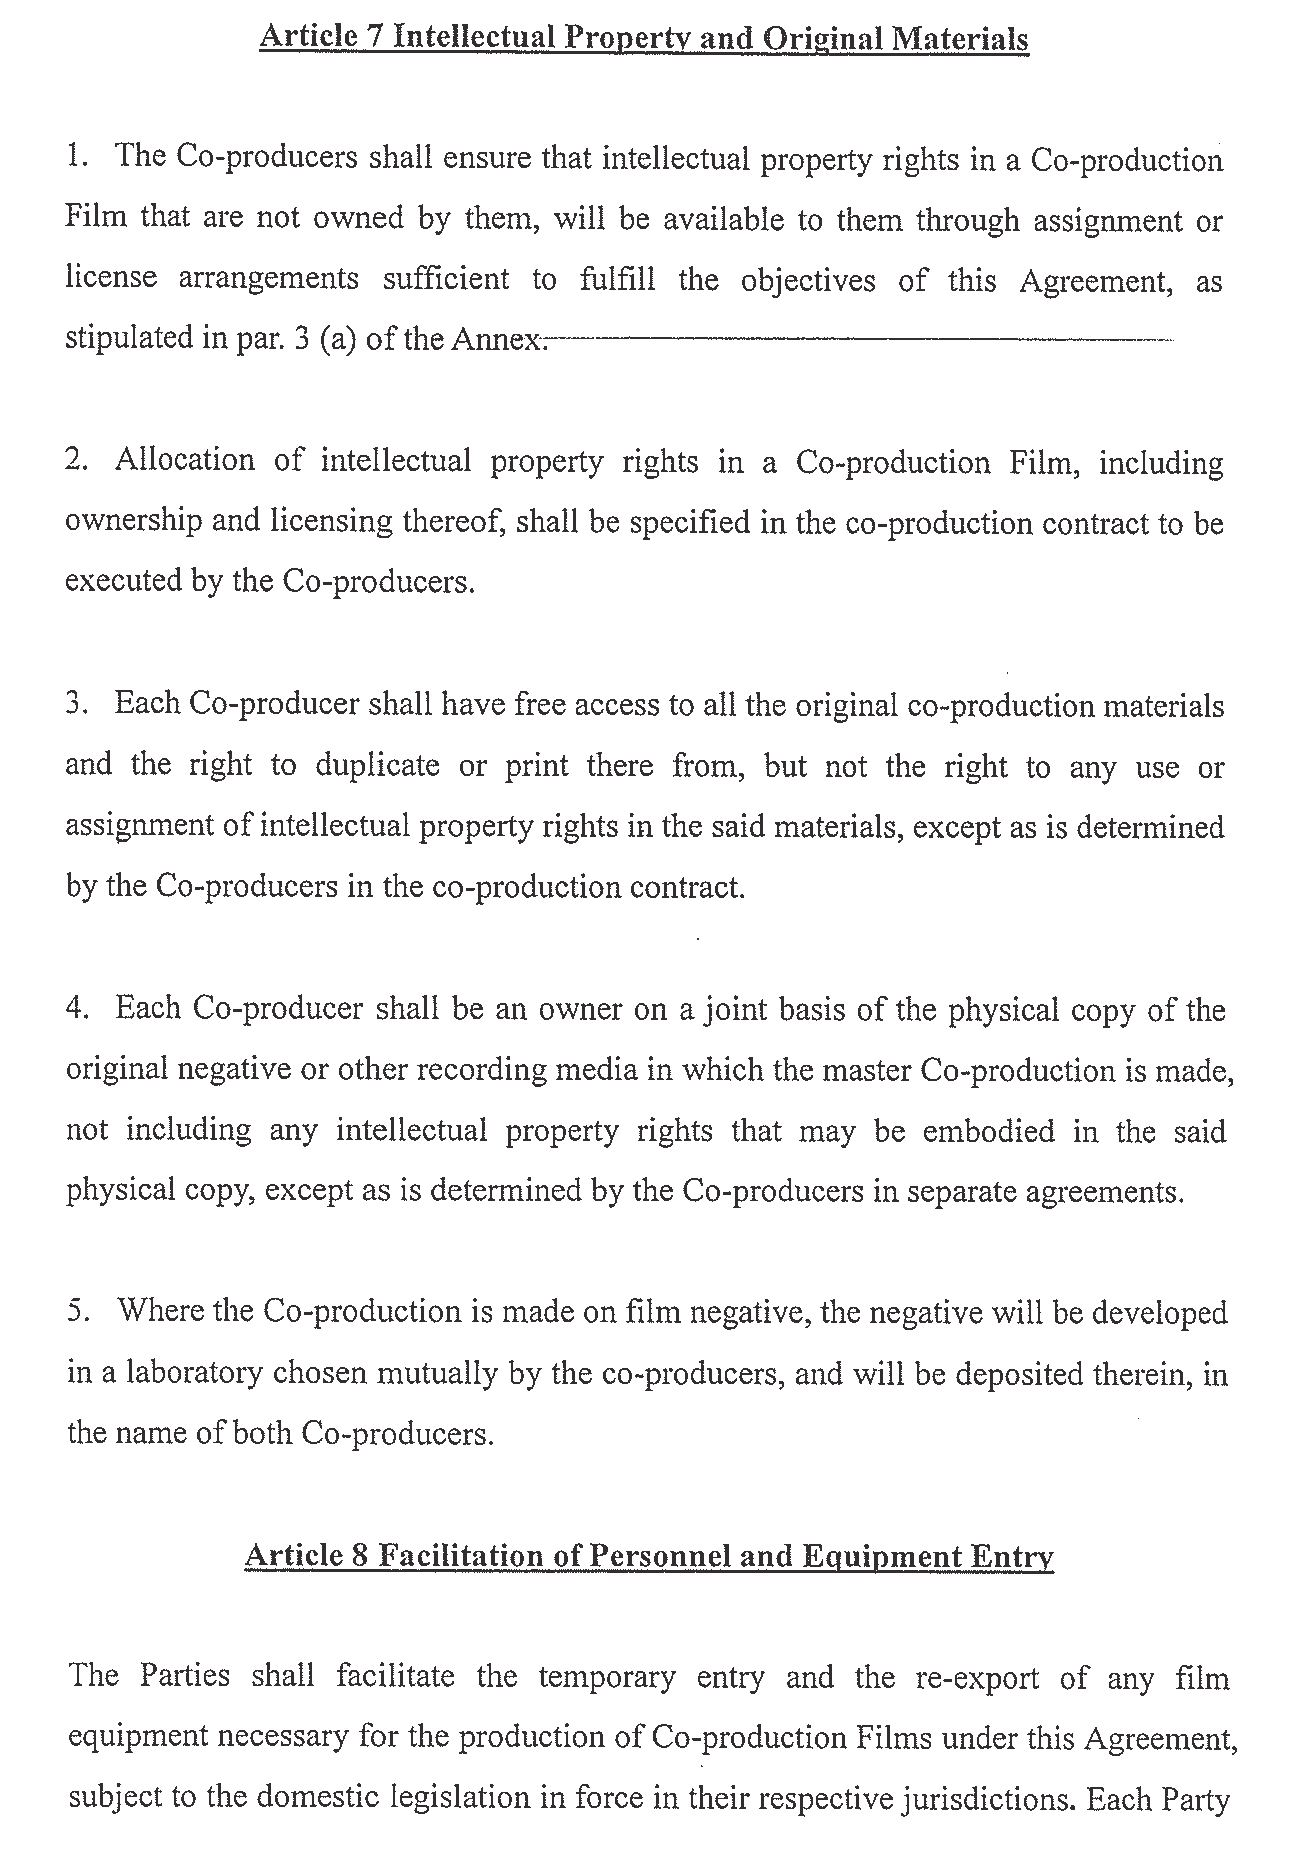 Article 7 Intellectual Property and Original Materials
1. The Co-producers shall ensure that intellectual property rights in a Co-production
Film that are not owned by them, will be available to them through assignment or
license arrangements sufficient to fulfill the objectives of this Agreement, as
stipulated in par. 3 (a) of the Annex.
2. Allocation of intellectual property rights in a Co-production Film, including
ownership and licensing thereof, shall be specified in the co-production contract to be
executed by the Co-producers.
3. Each Co-producer shall have free access to all the original co-production materials
and the right to duplicate or print there from, but not the right to any use or
assignment of intellectual property rights in the said materials, except as is determined
by the Co-producers in the co-production contract.
4. Each Co-producer shall be an owner on a joint basis of the physical copy of the
original negative or other recording media in which the master Co-production is made,
not including any intellectual property rights that may be embodied in the said
physical copy, except as is determined by the Co-producers in separate agreements.
5. Where the Co-production is made on film negative, the negative will be developed
in a laboratory chosen mutually by the co-producers, and will be deposited therein, in
the name of both Co-producers.
Article 8 Facilitation of Personnel and Equipment Entry
The Parties shall facilitate the temporary entry and the re-export of any film
equipment necessary for the production of Co-production Films under this Agreement,
subject to the domestic legislation in force in their respective jurisdictions. Each Party